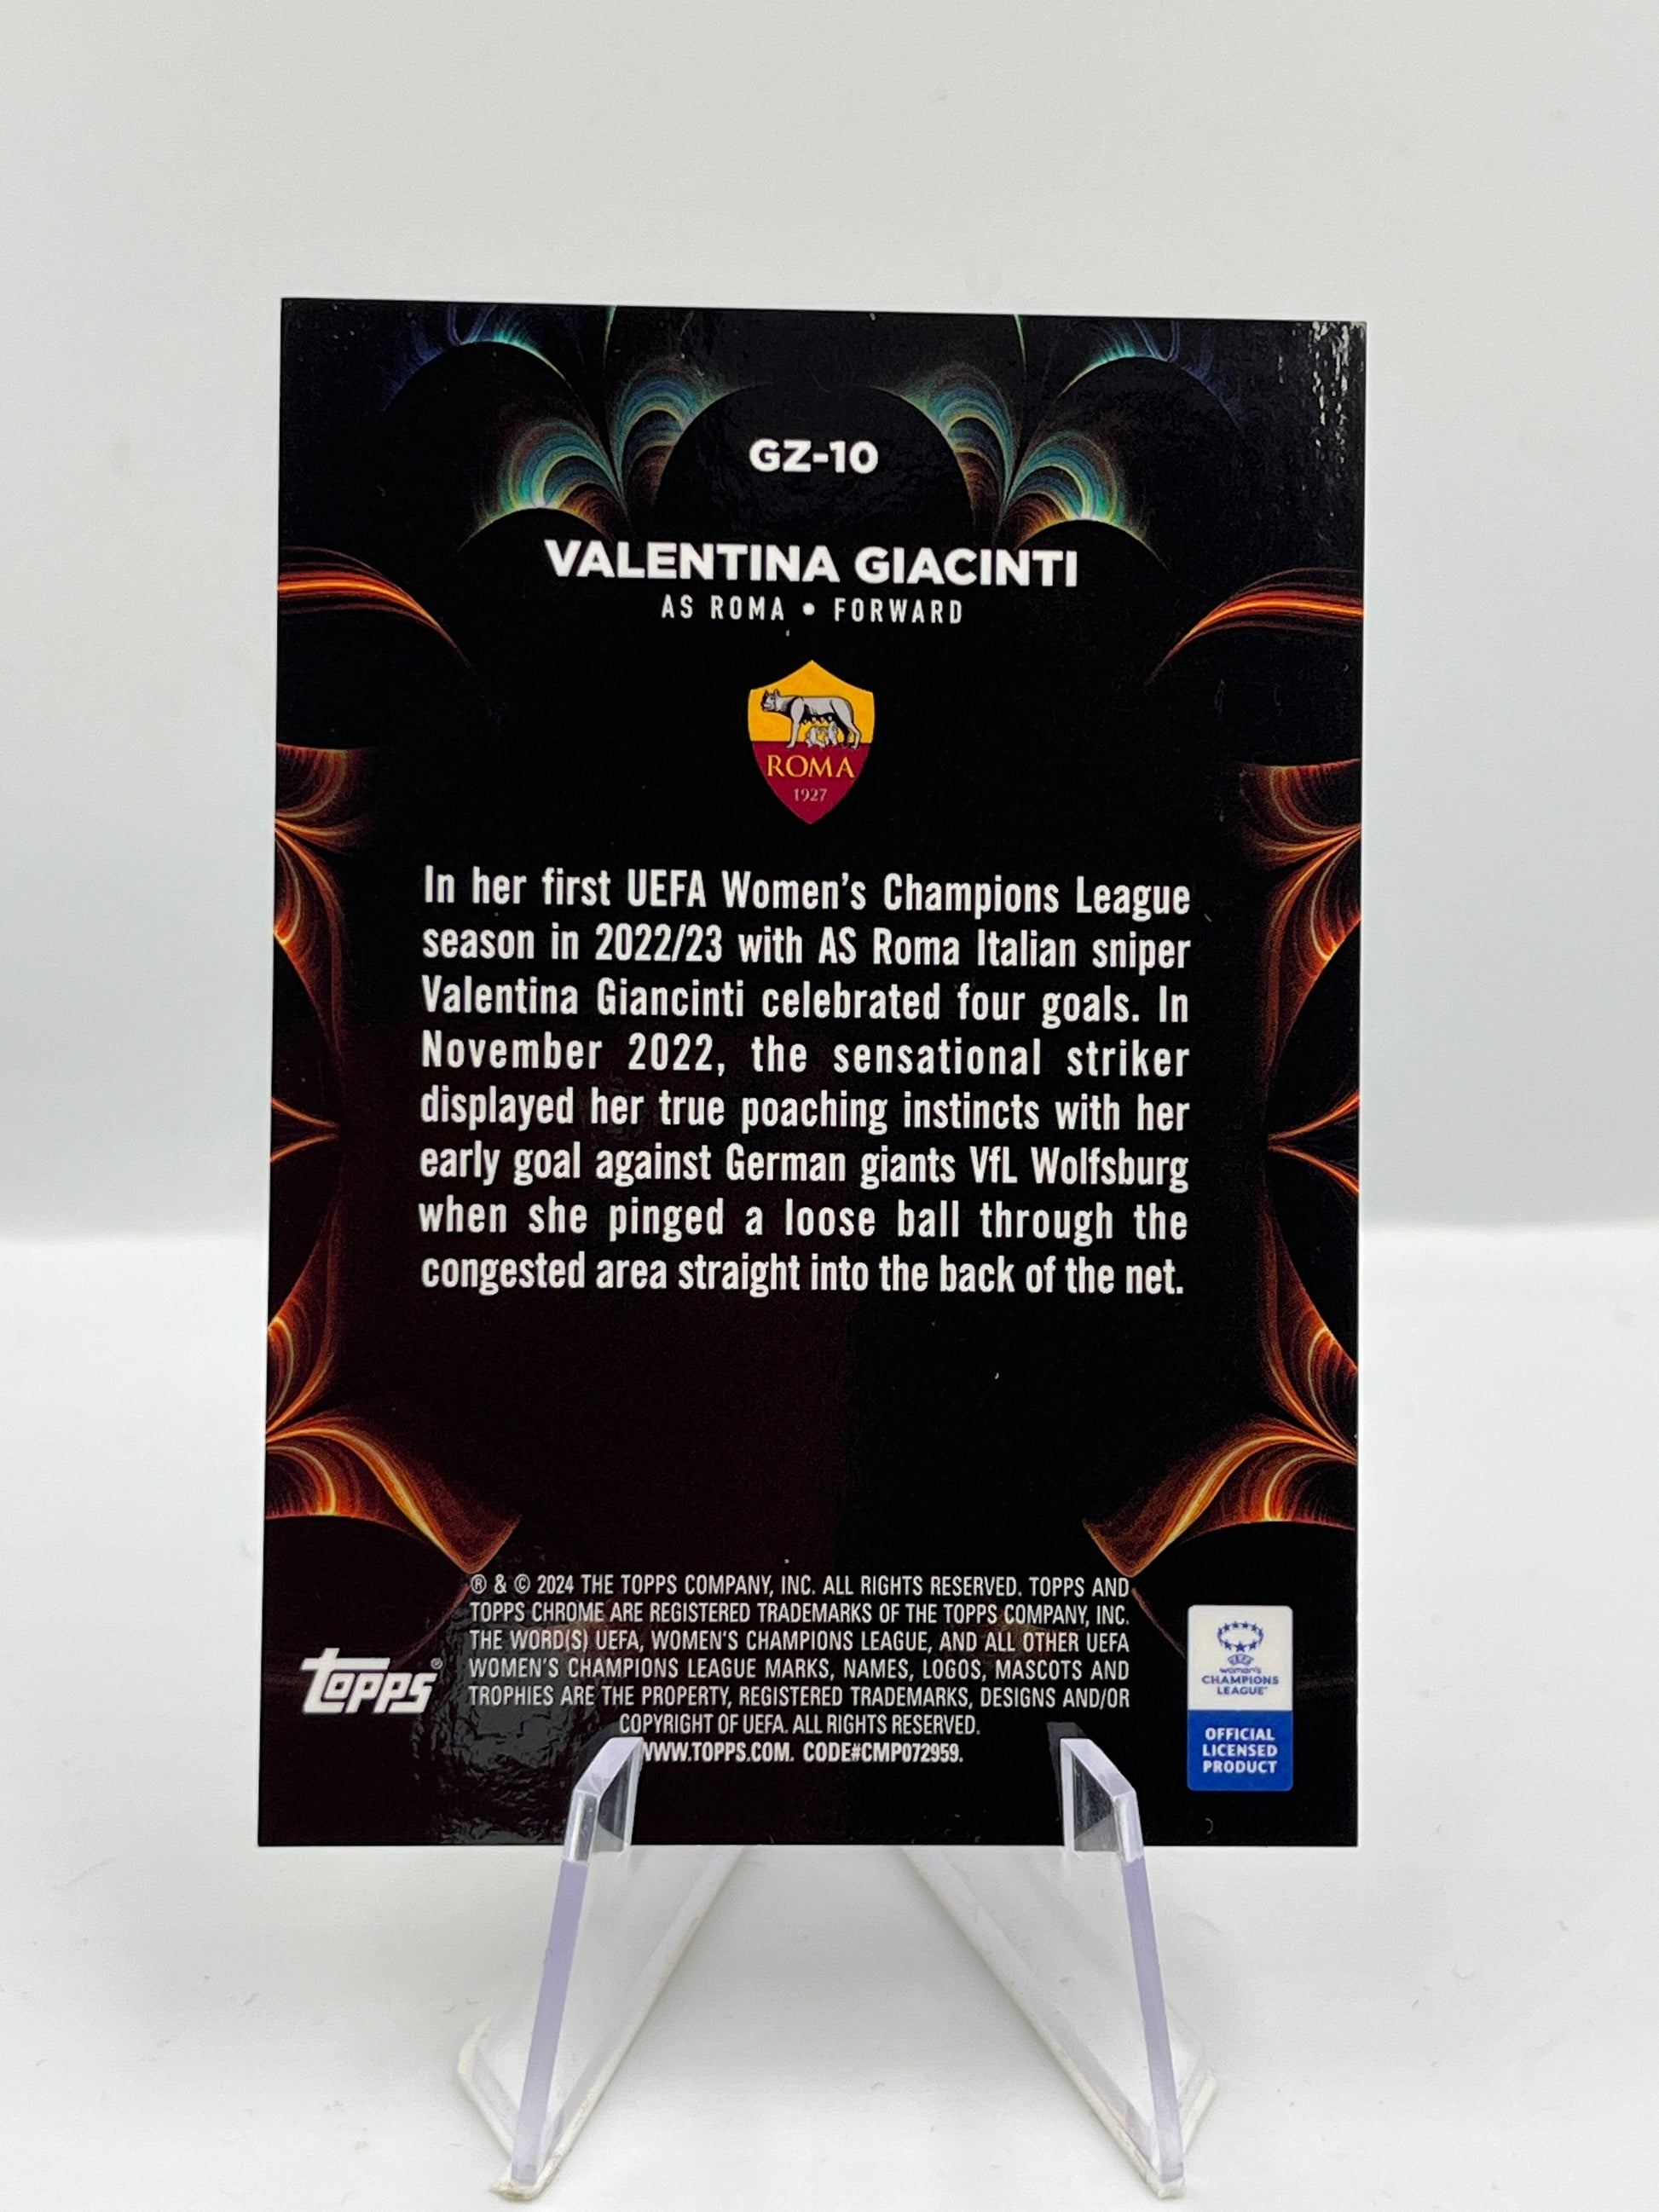 GZ-10
VALENTINA GIACINTI
AS ROMA • FORWARD
ROMA
1927
In her first UEFA Women's Champions League
season in 2022/23 with AS Roma Italian sniper
Valentina Giancinti celebrated four goals. In
November 2022, the sensational striker
displayed her true poaching instincts with her
early goal against German giants VfL Wolfsburg
when she pinged a loose ball through the
congested area straight into the back of the net.
® & © 2024 THE TOPPS COMPANY, INC. ALL RIGHTS RESERVED. TOPPS AND
TOPPS CHROME ARE REGISTERED TRADEMARKS OF THE TOPPS COMPANY, INC.
THE WORD(S) UEFA, WOMEN'S CHAMPIONS LEAGUE, AND ALL OTHER UEFA
WOMEN'S CHAMPIONS LEAGUE MARKS, NAMES, LOGOS, MASCOTS AND
TROPHIES ARE THE PROPERTY, REGISTERED TRADEMARKS, DESIGNS AND/OR
COPYRIGHT OF UEFA. ALL RIGHTS RESERVED.
WWW.TOPPS.COM. CODE#CMP072959.
topps®
UEFA
women's
CHAMPIONS
LEAGUE™
OFFICIAL
LICENSED
PRODUCT